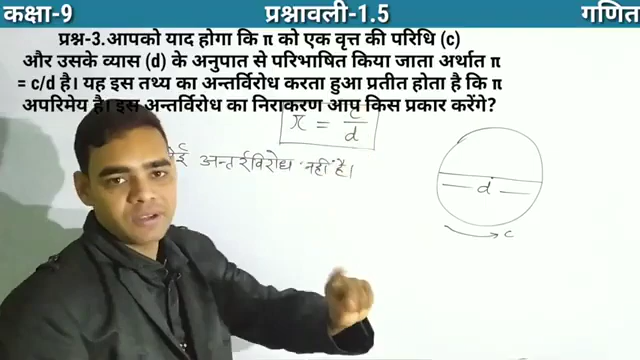 कक्षा-9 प्रश्नावली-1.5 गणित
प्रश्न-3.आपको याद होगा कि π को एक वृत्त की परिधि (c)
और उसके व्यास (d) के अनुपात से परिभाषित किया जाता अर्थात π
= c/d है। यह इस तथ्य का अन्तर्विरोध करता हुआ प्रतीत होता है कि π
अपरिमेय है। इस अन्तर्विरोध का निराकरण आप किस प्रकार करेंगे?
π = c/d
अन्तर्रविरोध "नहीं" है।
d
c